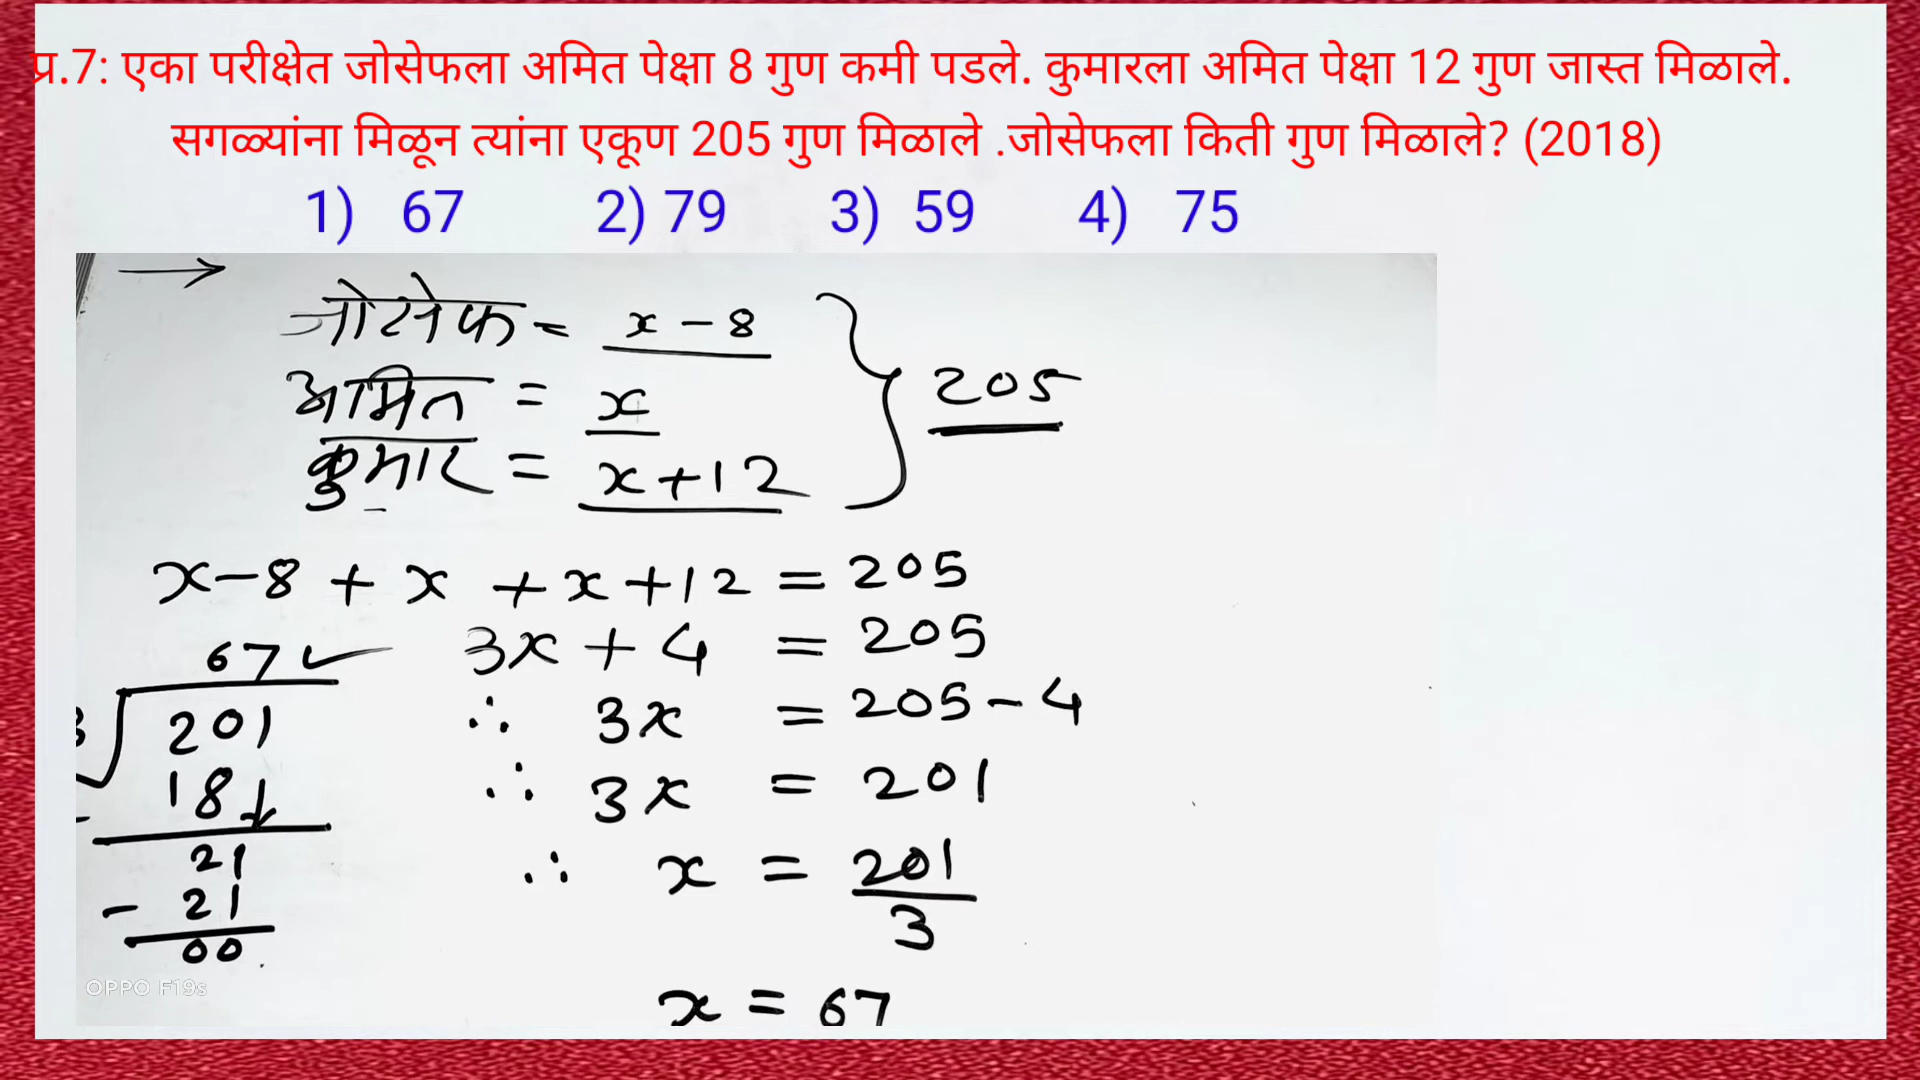 प्र.7: एका परीक्षेत जोसेफला अमित पेक्षा 8 गुण कमी पडले. कुमारला अमित पेक्षा 12 गुण जास्त मिळाले.
सगळ्यांना मिळून त्यांना एकूण 205 गुण मिळाले .जोसेफला किती गुण मिळाले? (2018)
1) 67 2) 79 3) 59 4) 75
जोसेफ = x - 8
अमित = x
205
कुमार = x + 12
x - 8 + x + x + 12 = 205
3x + 4 = 205
∴ 3x = 205 - 4
∴ 3x = 201
∴ x = 201
3
x = 67
67 ✓
3 201
- 18 ↓
21
- 21
00
OPPO F19s